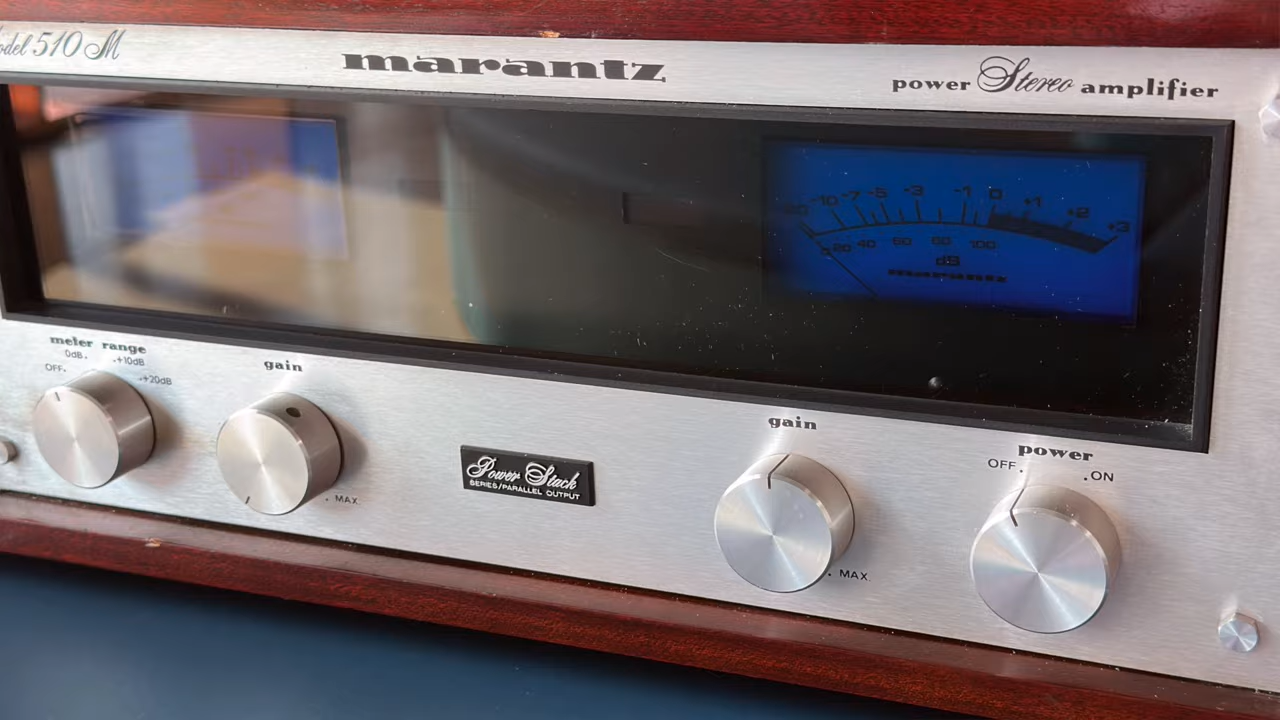 Model 510M
marantz
power Stereo amplifier
-10 -7 -5 -3 -1 0 +1 +2 +3
20 40 60 80 100
dB
marantz
meter range
OFF. 0dB. .+10dB .+20dB
gain
. MAX.
Power Stack
SERIES/PARALLEL OUTPUT
gain
. MAX.
power
OFF. .ON